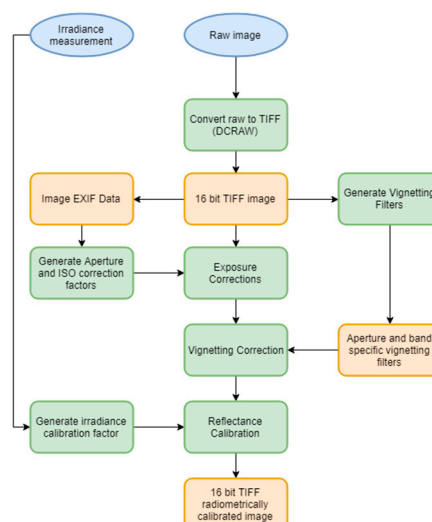 Irradiance
measurement
Raw image
Convert raw to TIFF
(DCRAW)
Image EXIF Data
16 bit TIFF image
Generate Vignetting
Filters
Generate Aperture
and ISO correction
factors
Exposure
Corrections
Vignetting Correction
Aperture and band
specific vignetting
filters
Generate irradiance
calibration factor
Reflectance
Calibration
16 bit TIFF
radiometrically
calibrated image